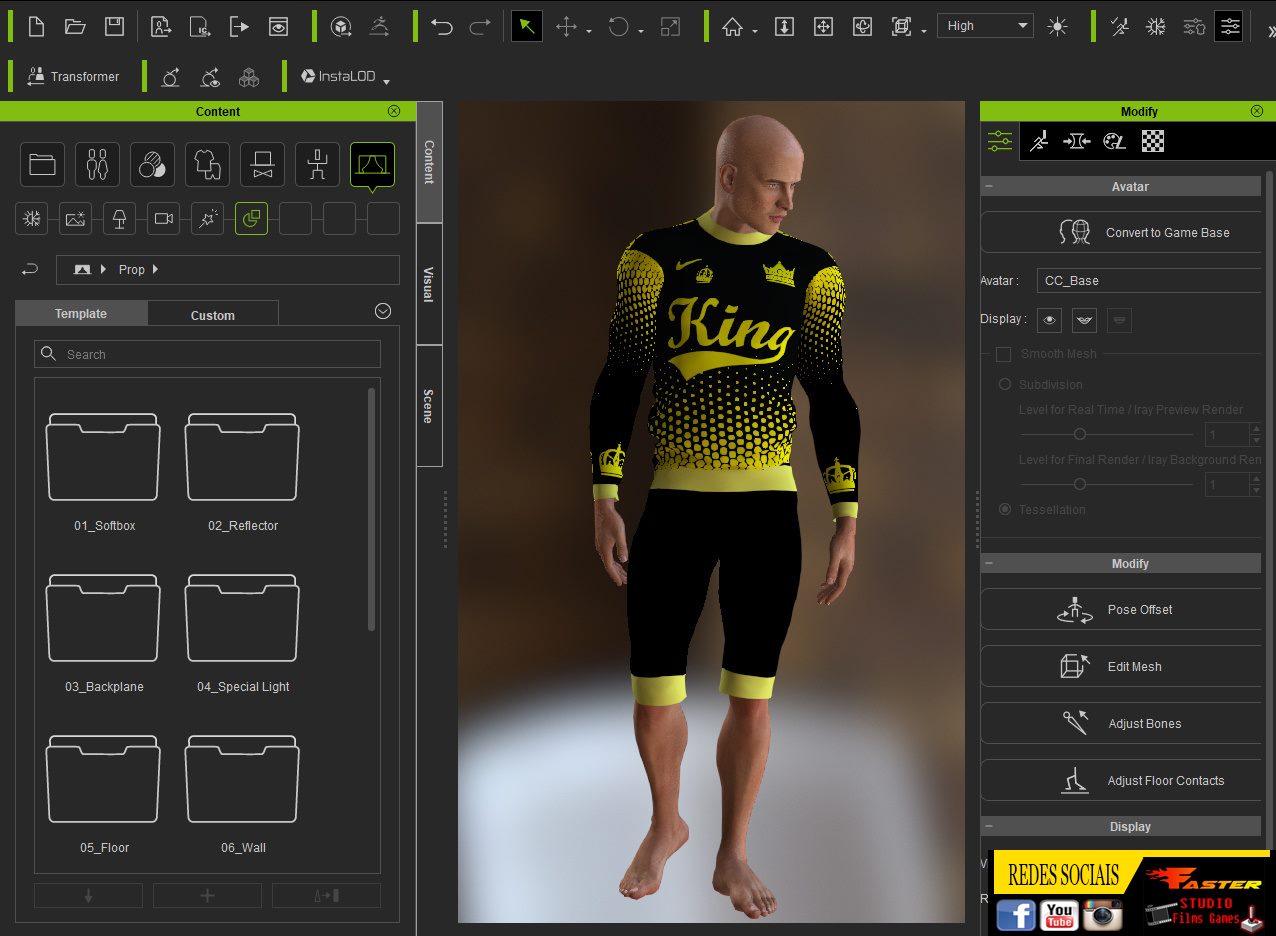 IC
High
Transformer
InstaLOD
Content
Prop
Template
Custom
Search
01_Softbox
02_Reflector
03_Backplane
04_Special Light
05_Floor
06_Wall
Content
Visual
Scene
King
Modify
Avatar
Convert to Game Base
Avatar :
CC_Base
Display :
Smooth Mesh
Subdivision
Level for Real Time / Iray Preview Render
1
Level for Final Render / Iray Background Ren
1
Tessellation
Modify
Pose Offset
Edit Mesh
Adjust Bones
Adjust Floor Contacts
Display
V
R
REDES SOCIAIS
f
You
Tube
FASTER
STUDIO
Films Games